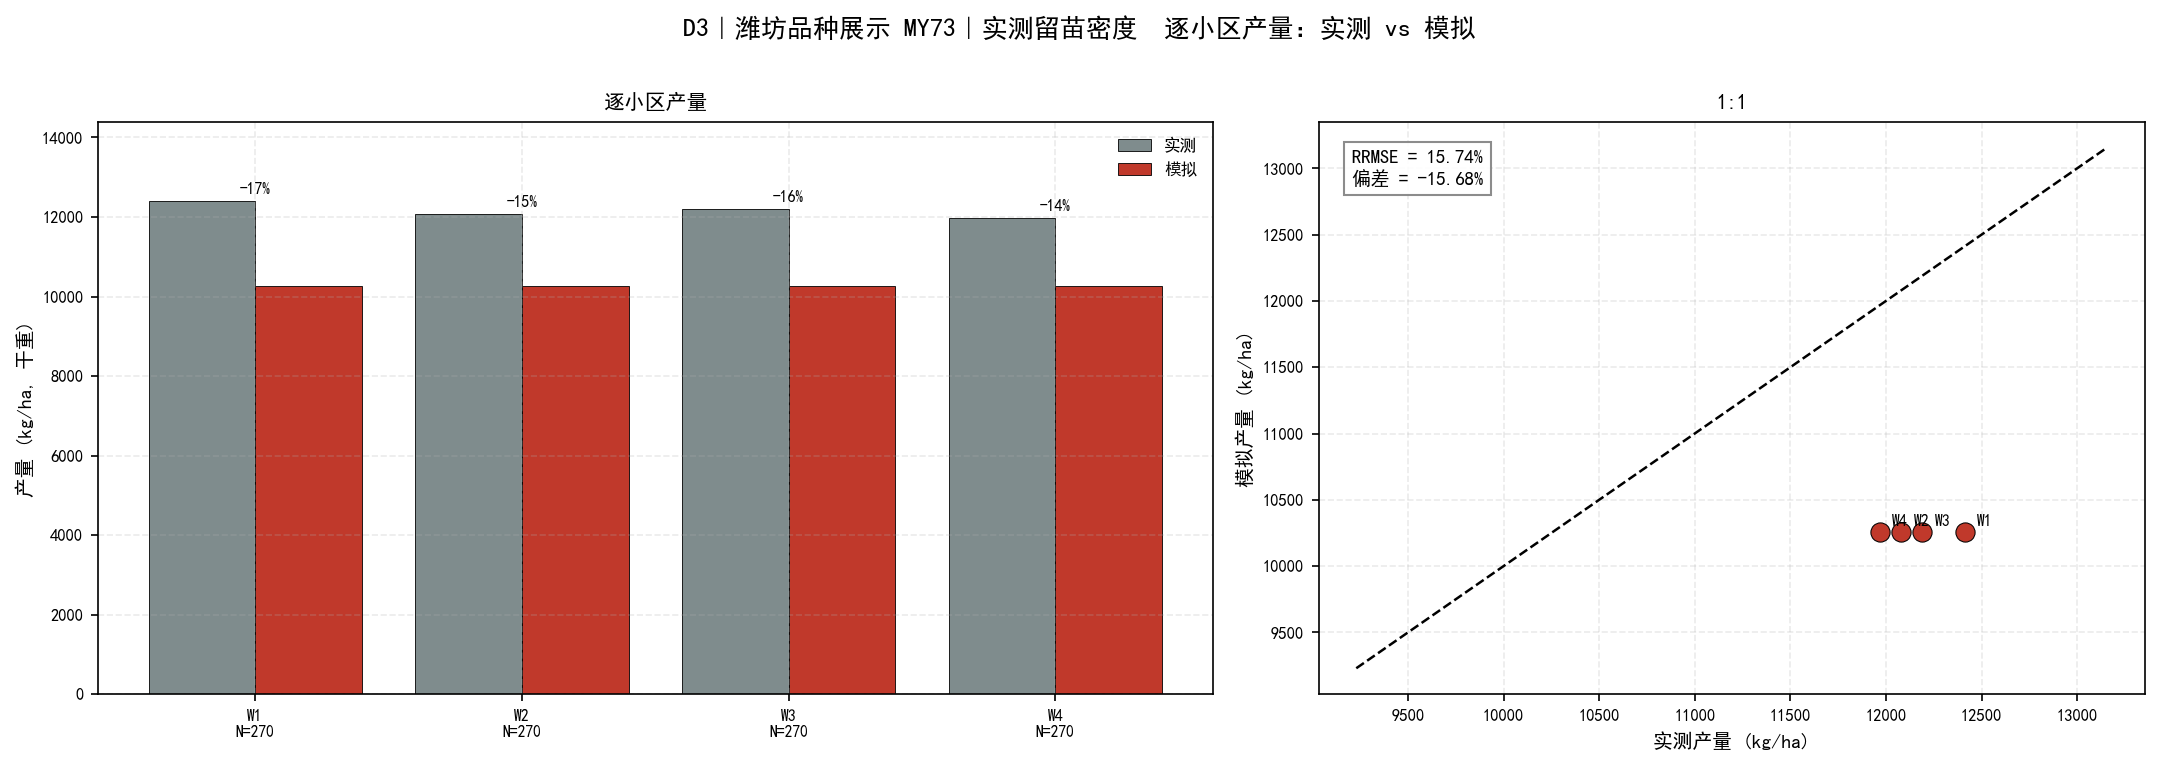 D3｜潍坊品种展示 MY73｜实测留苗密度  逐小区产量：实测 vs 模拟
逐小区产量
产量 (kg/ha, 干重)
14000
12000
10000
8000
6000
4000
2000
0
实测
模拟
-17%
-15%
-16%
-14%
W1
N=270
W2
N=270
W3
N=270
W4
N=270
1:1
RRMSE = 15.74%
偏差 = -15.68%
模拟产量 (kg/ha)
13000
12500
12000
11500
11000
10500
10000
9500
W4
W2
W3
W1
9500
10000
10500
11000
11500
12000
12500
13000
实测产量 (kg/ha)